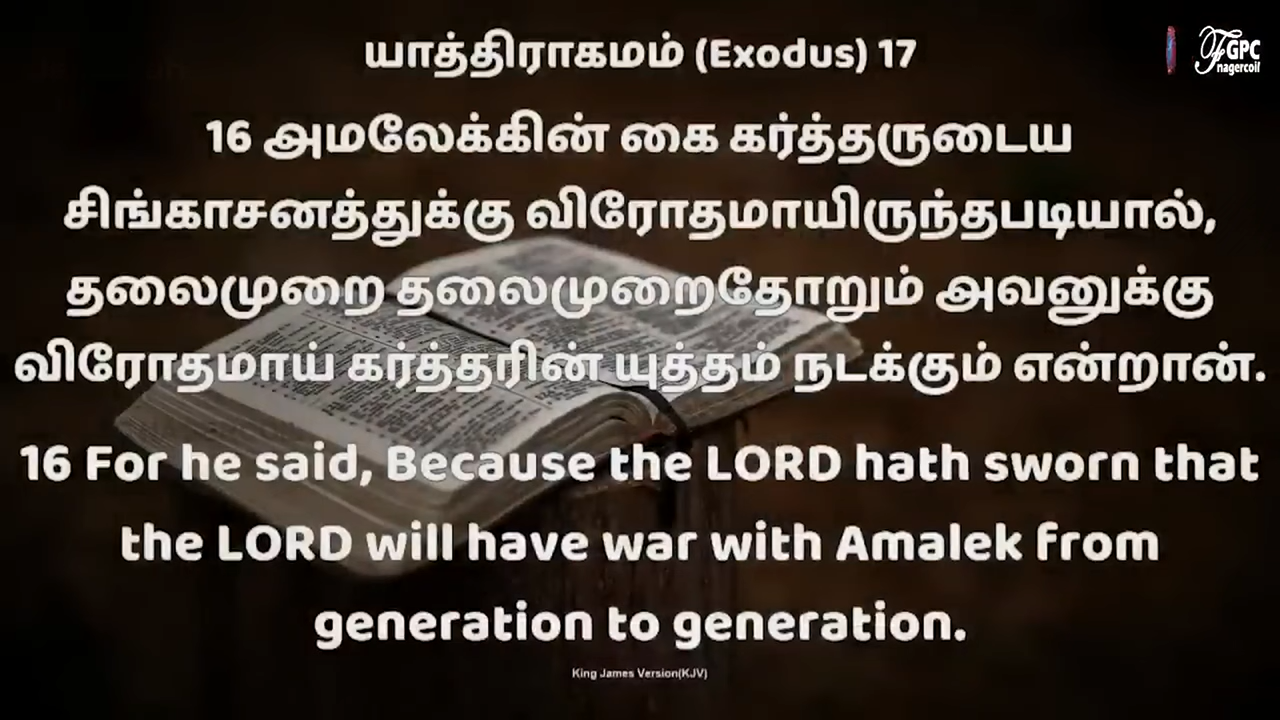 யாத்திராகமம் (Exodus) 17
FGPC
nagercoil
16 அமலேக்கின் கை கர்த்தருடைய
சிங்காசனத்துக்கு விரோதமாயிருந்தபடியால்,
தலைமுறை தலைமுறைதோறும் அவனுக்கு
விரோதமாய் கர்த்தரின் யுத்தம் நடக்கும் என்றான்.
16 For he said, Because the LORD hath sworn that
the LORD will have war with Amalek from
generation to generation.
King James Version(KJV)